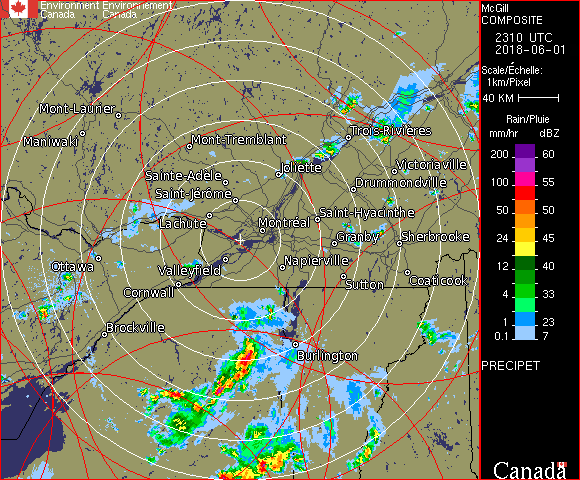 Environment Environnement
Canada Canada
McGill
COMPOSITE
2310 UTC
2018-06-01
Scale/Échelle:
1km/Pixel
40 KM
Rain/Pluie
mm/hr dBZ
200 60
100 55
50 50
24 45
12 40
4 33
1 23
0.1 7
PRECIPET
Mont-Laurier
Maniwaki
Mont-Tremblant
Trois-Rivières
Joliette
Victoriaville
Sainte-Adèle
Drummondville
Saint-Jérôme
Lachute
Saint-Hyacinthe
Montréal
Granby
Sherbrooke
Ottawa
Valleyfield
Napierville
Cornwall
Sutton
Coaticook
Brockville
Burlington
Canada